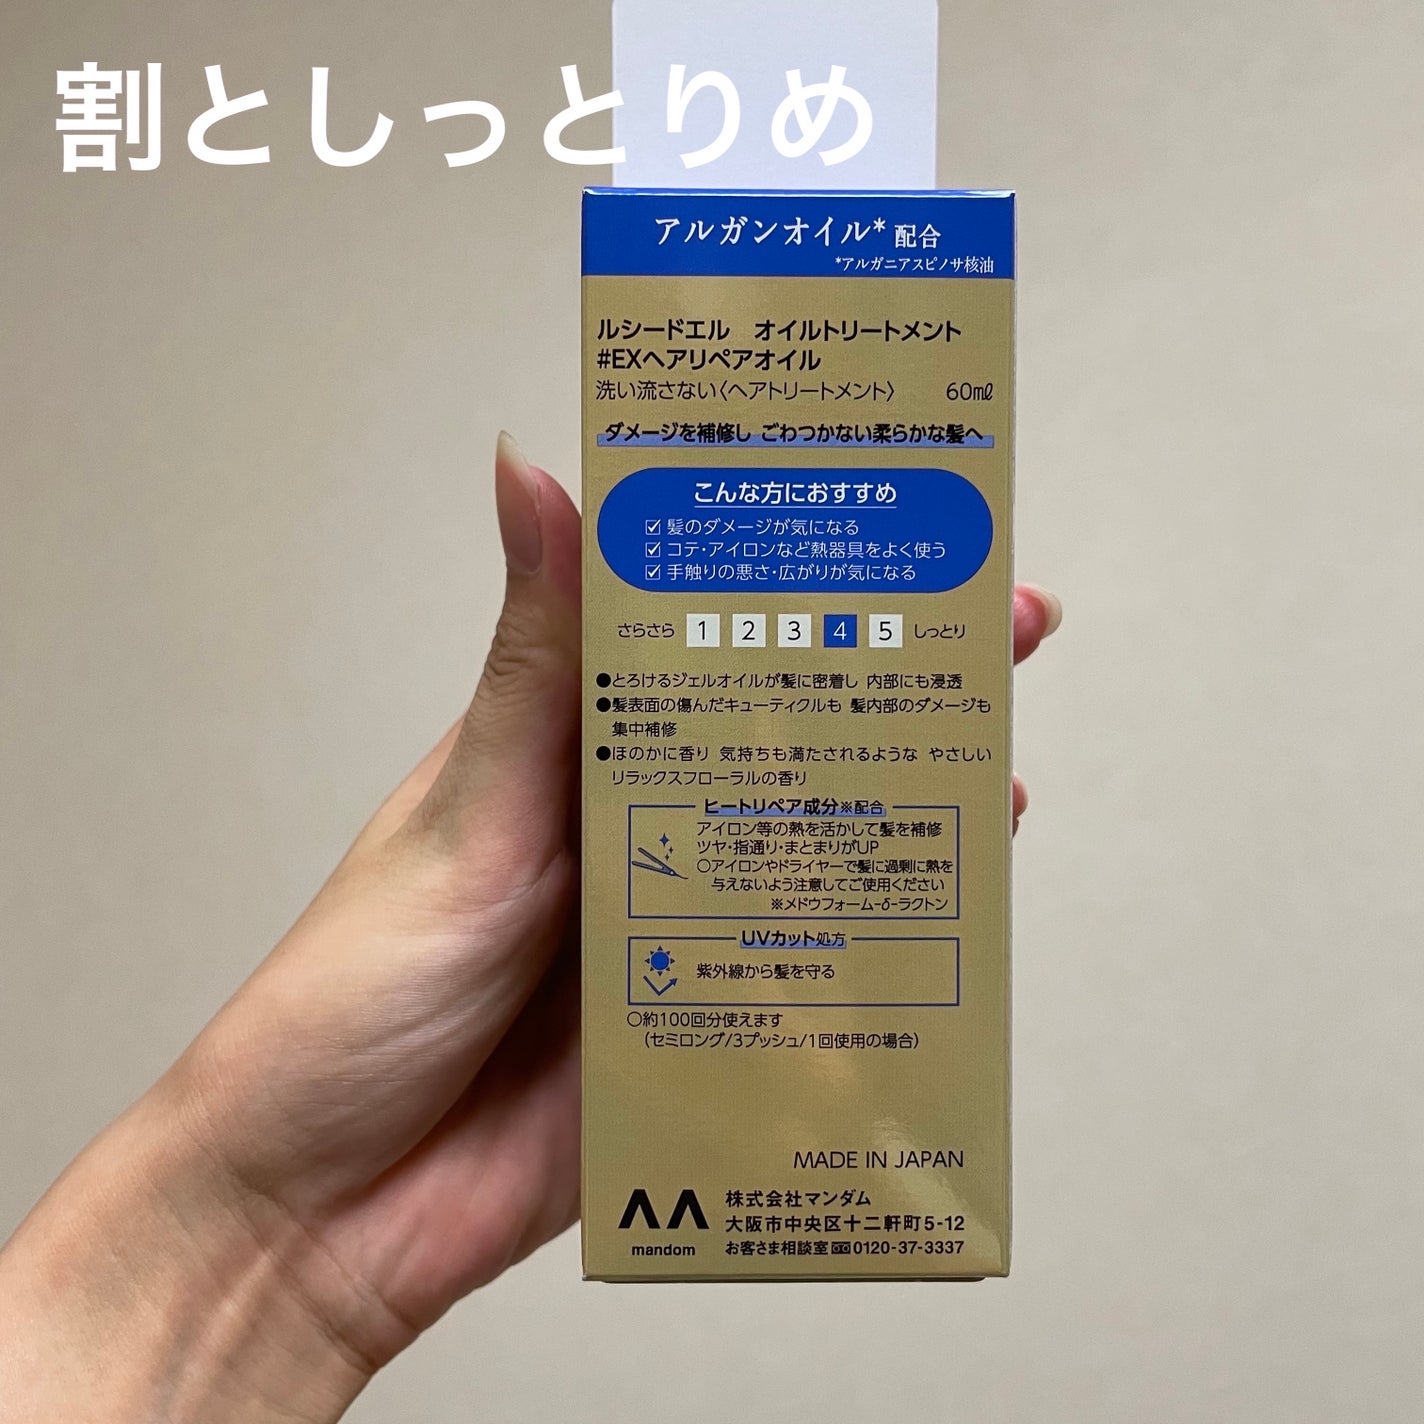 割としっとりめ
アルガンオイル* 配合
*アルガニアスピノサ核油
ルシードエル オイルトリートメント
#EXヘアリペアオイル
洗い流さない〈ヘアトリートメント〉 60㎖
ダメージを補修し ごわつかない柔らかな髪へ
こんな方におすすめ
☑ 髪のダメージが気になる
☑ コテ・アイロンなど熱器具をよく使う
☑ 手触りの悪さ・広がりが気になる
さらさら 1 2 3 4 5 しっとり
●とろけるジェルオイルが髪に密着し 内部にも浸透
●髪表面の傷んだキューティクルも 髪内部のダメージも
集中補修
●ほのかに香り 気持ちも満たされるような やさしい
リラックスフローラルの香り
ヒートリペア成分※配合
アイロン等の熱を活かして髪を補修
ツヤ・指通り・まとまりがUP
○アイロンやドライヤーで髪に過剰に熱を
与えないよう注意してご使用ください
※メドウフォーム-δ-ラクトン
UVカット処方
紫外線から髪を守る
○約100回分使えます
（セミロング/3プッシュ/1回使用の場合）
MADE IN JAPAN
mandom
株式会社マンダム
大阪市中央区十二軒町5-12
お客さま相談室 0120-37-3337